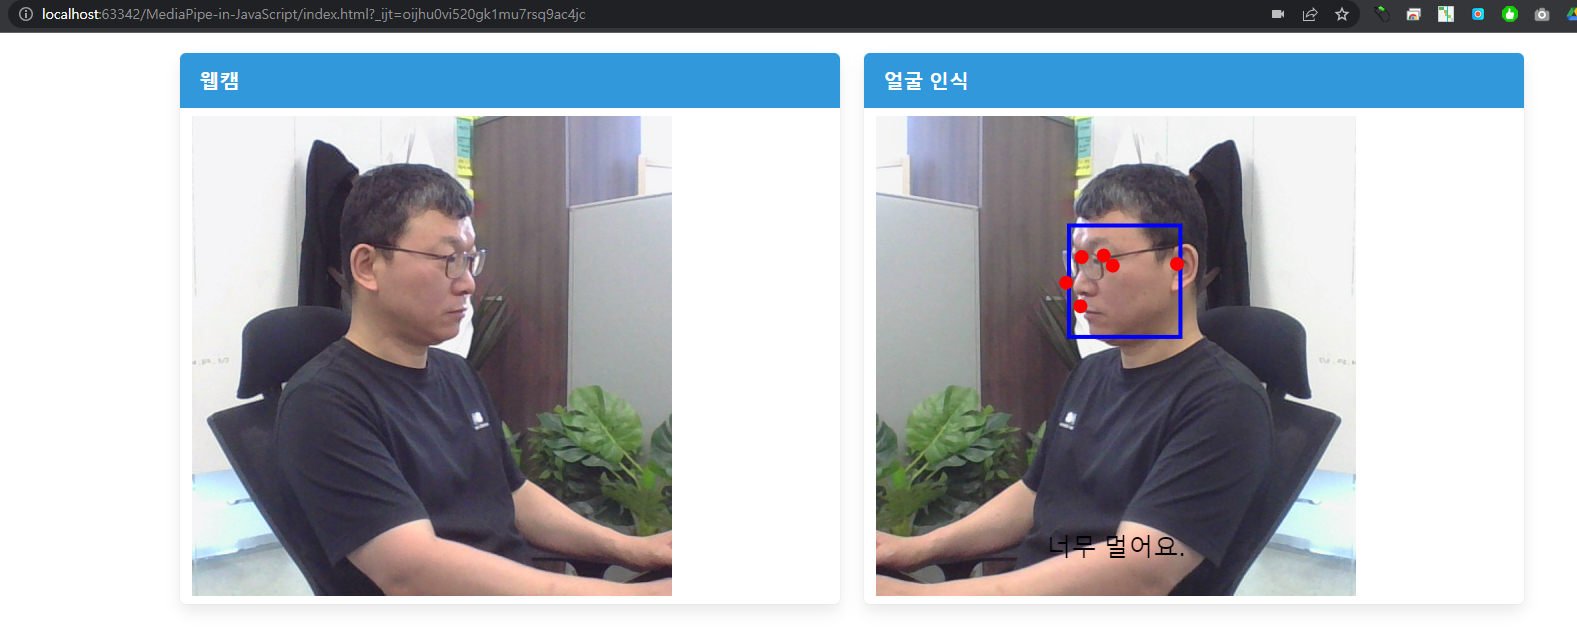 localhost:63342/MediaPipe-in-JavaScript/index.html?_ijt=oijhu0vi520gk1mu7rsq9ac4jc
웹캠
얼굴 인식
너무 멀어요.